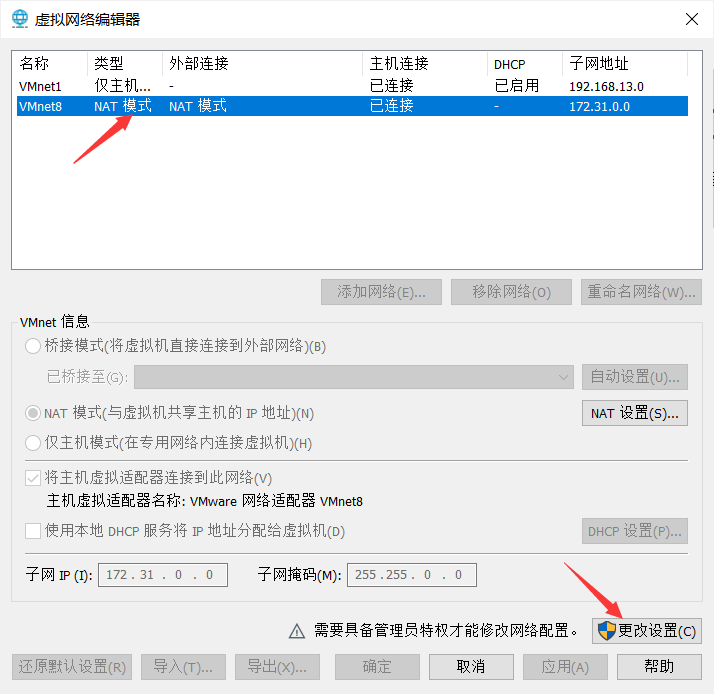 虚拟网络编辑器
名称 类型 外部连接 主机连接 DHCP 子网地址
VMnet1 仅主机... - 已连接 已启用 192.168.13.0
VMnet8 NAT 模式 NAT 模式 已连接 - 172.31.0.0
添加网络(E)... 移除网络(O) 重命名网络(W)...
VMnet 信息
桥接模式(将虚拟机直接连接到外部网络)(B)
已桥接至(G): 自动设置(U)...
NAT 模式(与虚拟机共享主机的 IP 地址)(N) NAT 设置(S)...
仅主机模式(在专用网络内连接虚拟机)(H)
将主机虚拟适配器连接到此网络(V)
主机虚拟适配器名称: VMware 网络适配器 VMnet8
使用本地 DHCP 服务将 IP 地址分配给虚拟机(D) DHCP 设置(P)...
子网 IP (I): 172 . 31 . 0 . 0 子网掩码(M): 255 . 255 . 0 . 0
需要具备管理员特权才能修改网络配置。 更改设置(C)
还原默认设置(R) 导入(T)... 导出(X)... 确定 取消 应用(A) 帮助